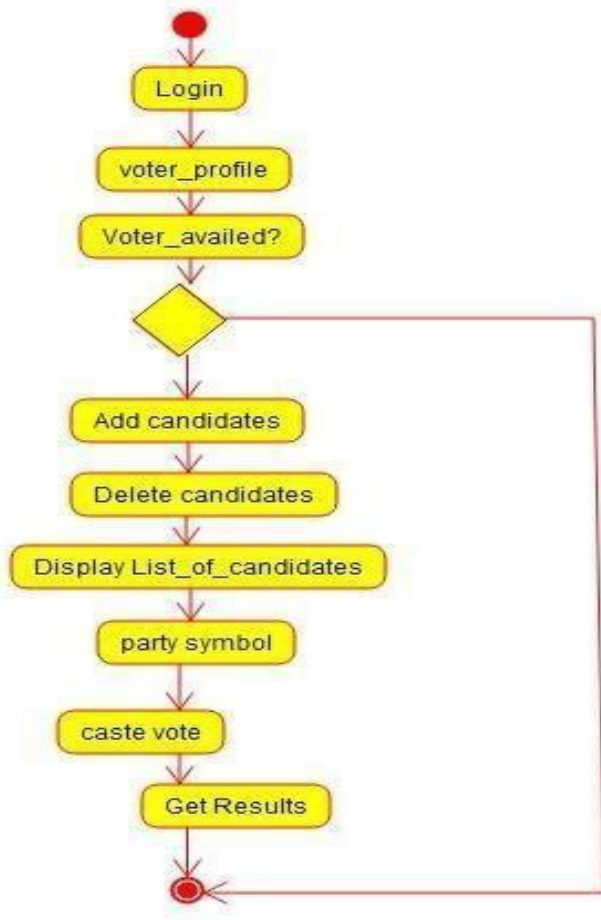 Login
voter_profile
Voter_availed?
Add candidates
Delete candidates
Display List_of_candidates
party symbol
caste vote
Get Results